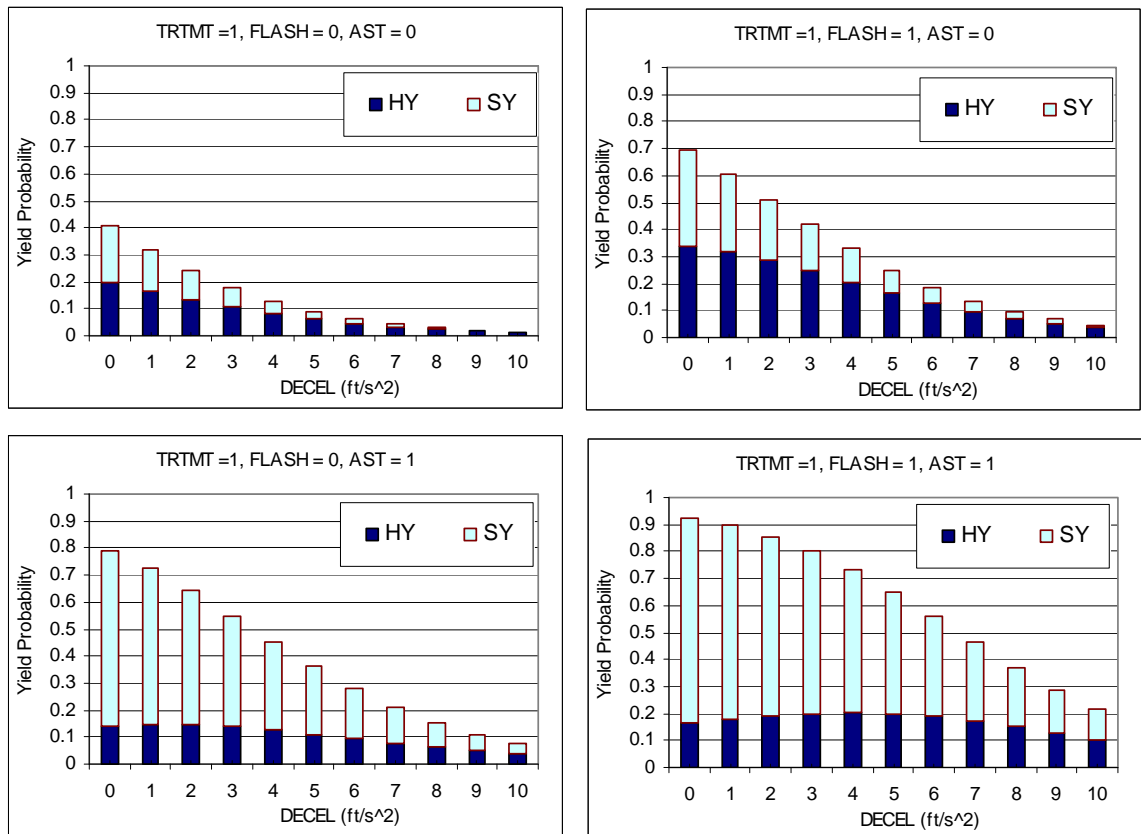 TRTMT =1, FLASH = 0, AST = 0
1
0.9
0.8
0.7
0.6
0.5
0.4
0.3
0.2
0.1
0
Yield Probability
HY SY
0 1 2 3 4 5 6 7 8 9 10
DECEL (ft/s^2)
TRTMT =1, FLASH = 1, AST = 0
1
0.9
0.8
0.7
0.6
0.5
0.4
0.3
0.2
0.1
0
Yield Probability
HY SY
0 1 2 3 4 5 6 7 8 9 10
DECEL (ft/s^2)
TRTMT =1, FLASH = 0, AST = 1
1
0.9
0.8
0.7
0.6
0.5
0.4
0.3
0.2
0.1
0
Yield Probability
HY SY
0 1 2 3 4 5 6 7 8 9 10
DECEL (ft/s^2)
TRTMT =1, FLASH = 1, AST = 1
1
0.9
0.8
0.7
0.6
0.5
0.4
0.3
0.2
0.1
0
Yield Probability
HY SY
0 1 2 3 4 5 6 7 8 9 10
DECEL (ft/s^2)